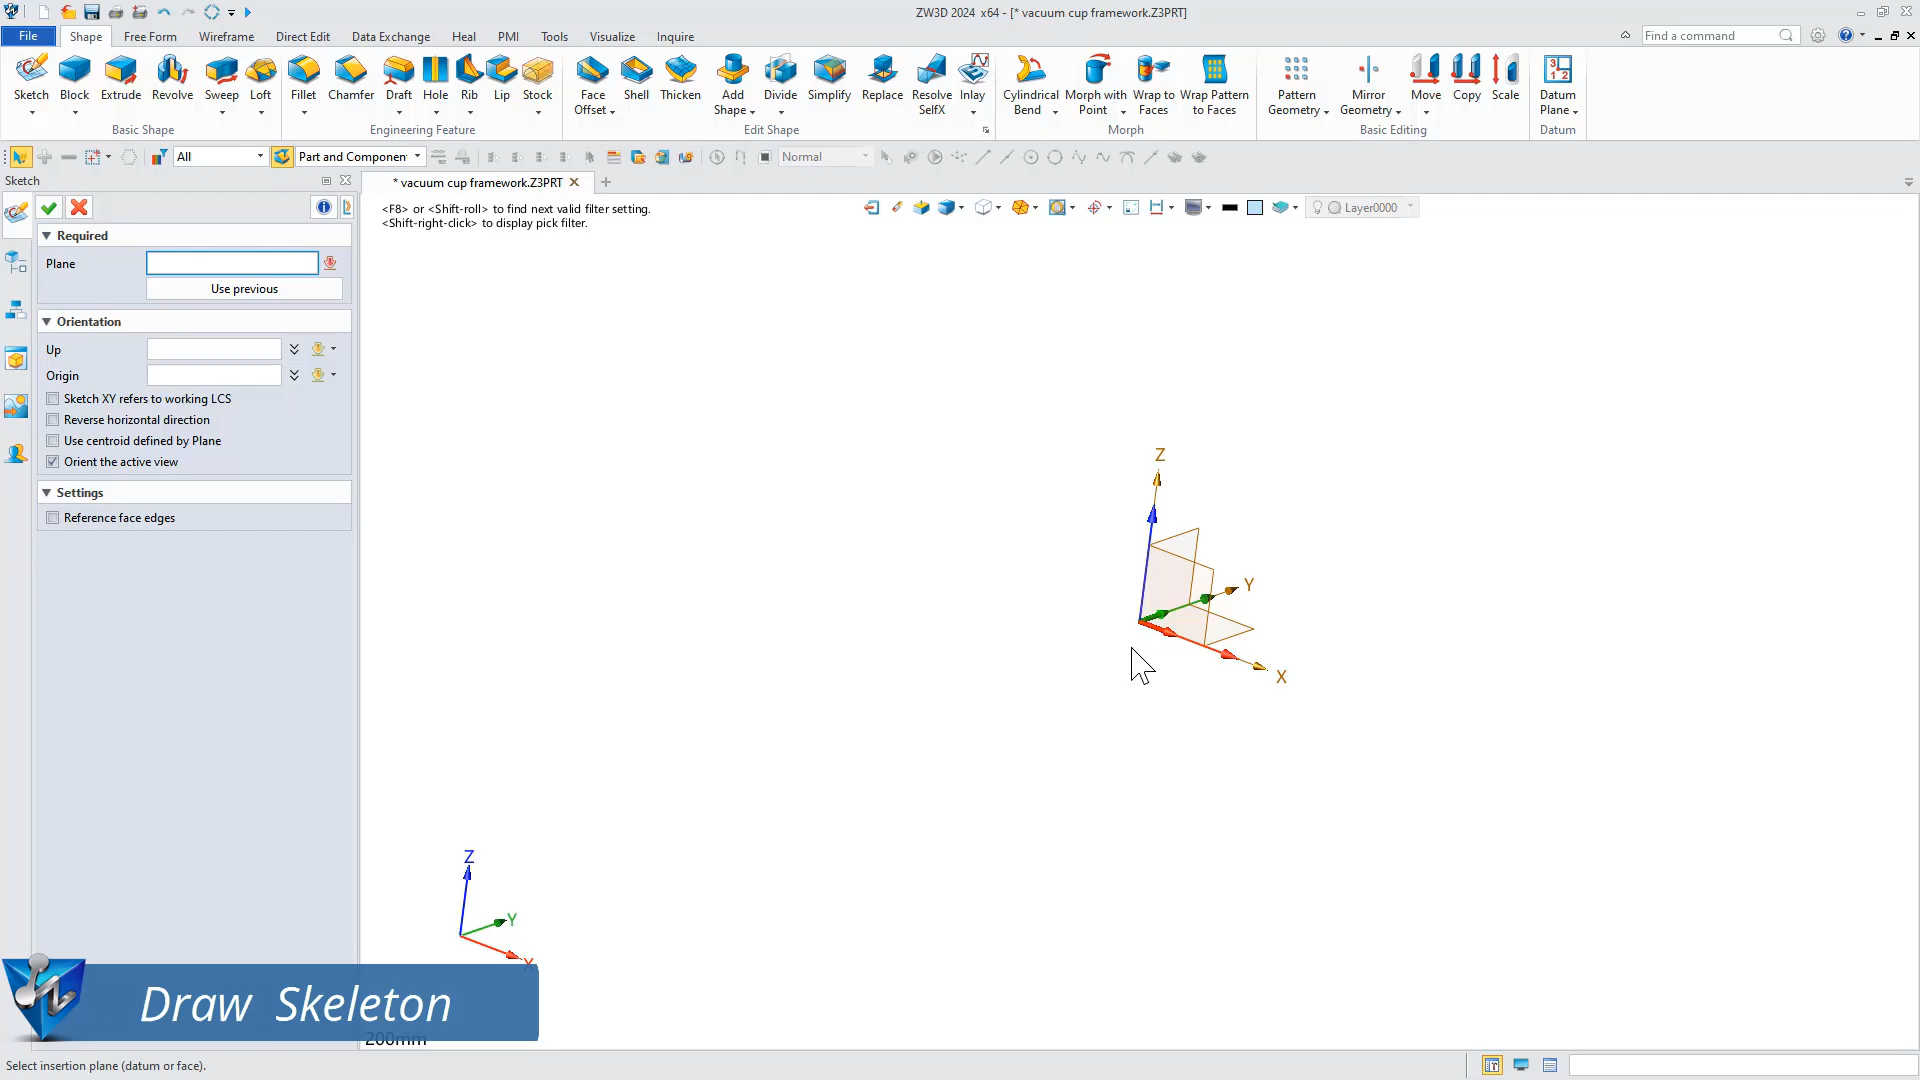 ZW3D 2024 x64 - [* vacuum cup framework.Z3PRT]
File Shape Free Form Wireframe Direct Edit Data Exchange Heal PMI Tools Visualize Inquire Find a command
Sketch Block Extrude Revolve Sweep Loft Fillet Chamfer Draft Hole Rib Lip Stock Face Offset Shell Thicken Add Shape Divide Simplify Replace Resolve SelfX Inlay Cylindrical Bend Morph with Point Wrap to Faces Wrap Pattern to Faces Pattern Geometry Mirror Geometry Move Copy Scale Datum Plane
Basic Shape Engineering Feature Edit Shape Morph Basic Editing Datum
All Part and Component Normal
Sketch
* vacuum cup framework.Z3PRT
<F8> or <Shift-roll> to find next valid filter setting.
<Shift-right-click> to display pick filter.
Layer0000
Required
Plane
Use previous
Orientation
Up
Origin
Sketch XY refers to working LCS
Reverse horizontal direction
Use centroid defined by Plane
Orient the active view
Settings
Reference face edges
Z
Y
X
Z
Y
X
Draw Skeleton
200mm
Select insertion plane (datum or face).